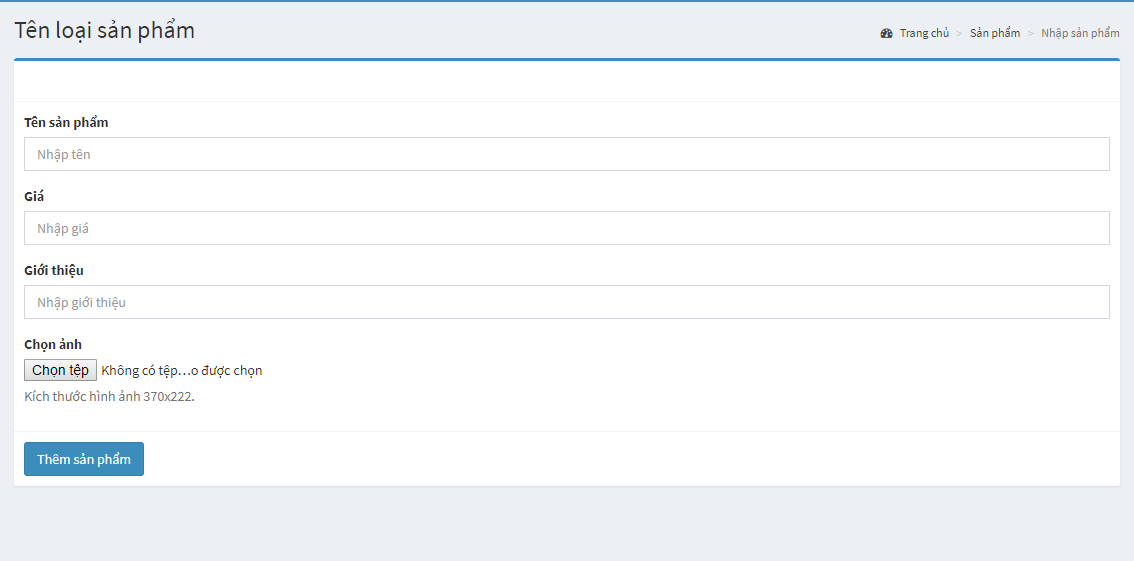 Tên loại sản phẩm
Trang chủ > Sản phẩm > Nhập sản phẩm
Tên sản phẩm
Nhập tên
Giá
Nhập giá
Giới thiệu
Nhập giới thiệu
Chọn ảnh
Chọn tệp Không có tệp…o được chọn
Kích thước hình ảnh 370x222.
Thêm sản phẩm